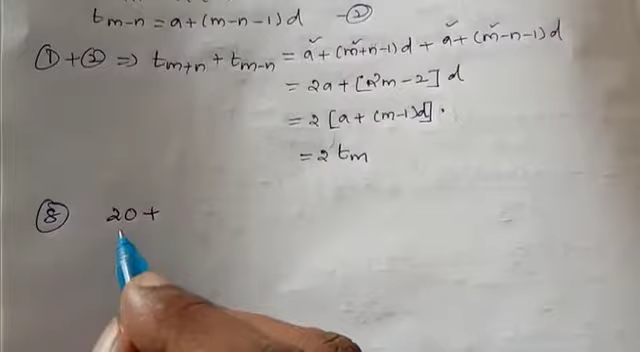 t_{m-n} = a + (m-n-1)d —②
① + ② ⇒ t_{m+n} + t_{m-n} = a + (m+n-1)d + a + (m-n-1)d
= 2a + [2m-2]d
= 2[a + (m-1)d].
= 2 t_m
⑧ 20 +